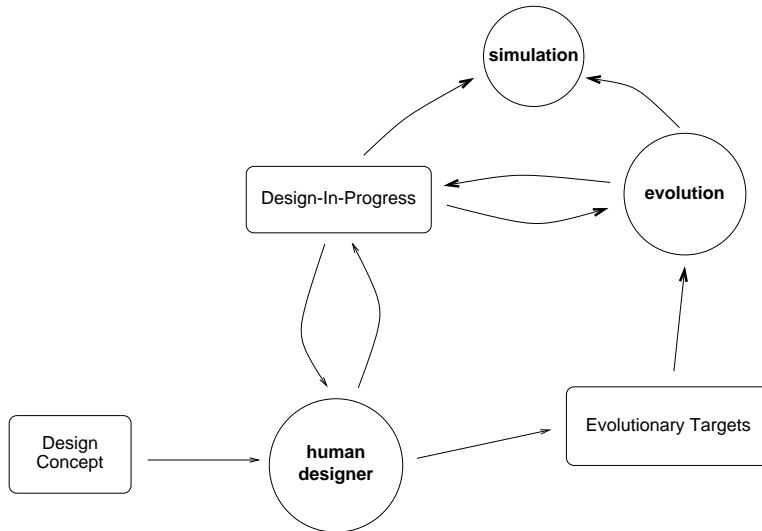 simulation
Design-In-Progress
evolution
Evolutionary Targets
Design
Concept
human
designer